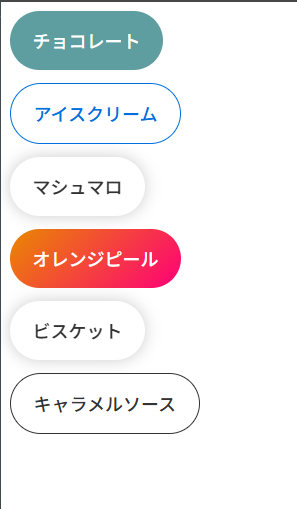 チョコレート
アイスクリーム
マシュマロ
オレンジピール
ビスケット
キャラメルソース